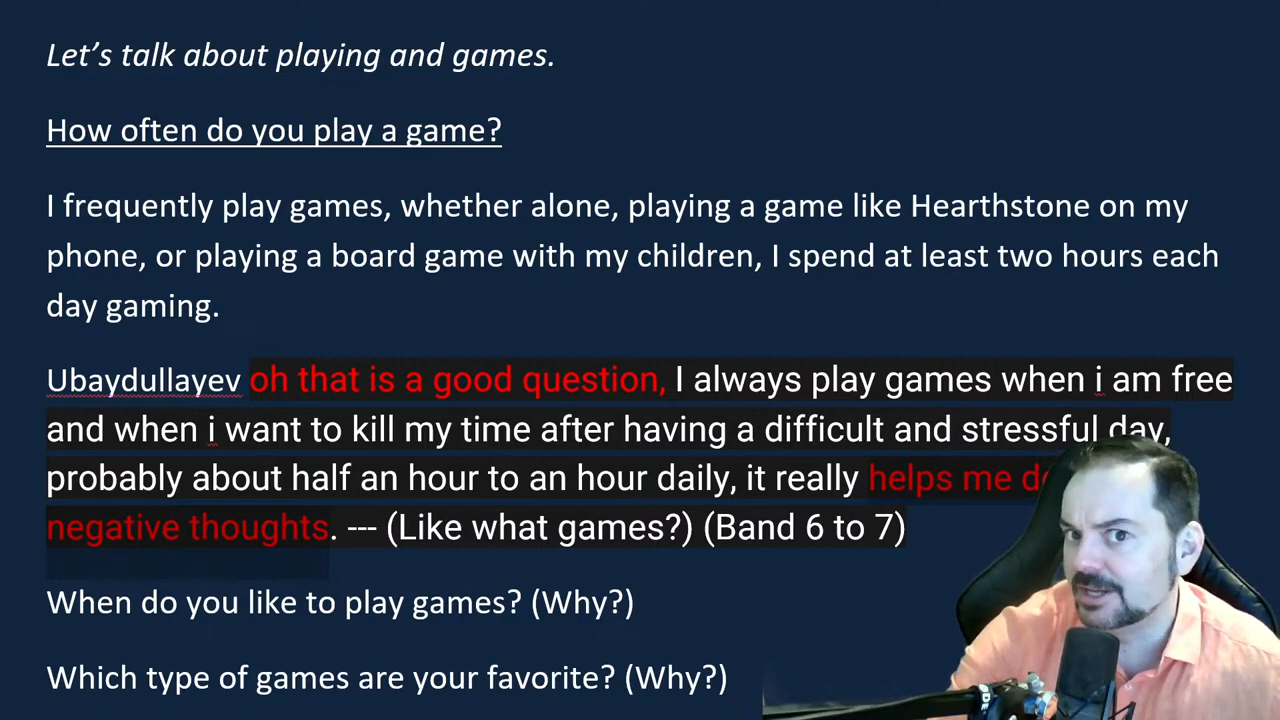 Let's talk about playing and games.
How often do you play a game?
I frequently play games, whether alone, playing a game like Hearthstone on my
phone, or playing a board game with my children, I spend at least two hours each
day gaming.
Ubaydullayev oh that is a good question, I always play games when i am free
and when i want to kill my time after having a difficult and stressful day,
probably about half an hour to an hour daily, it really helps me
negative thoughts. --- (Like what games?) (Band 6 to 7)
When do you like to play games? (Why?)
Which type of games are your favorite? (Why?)